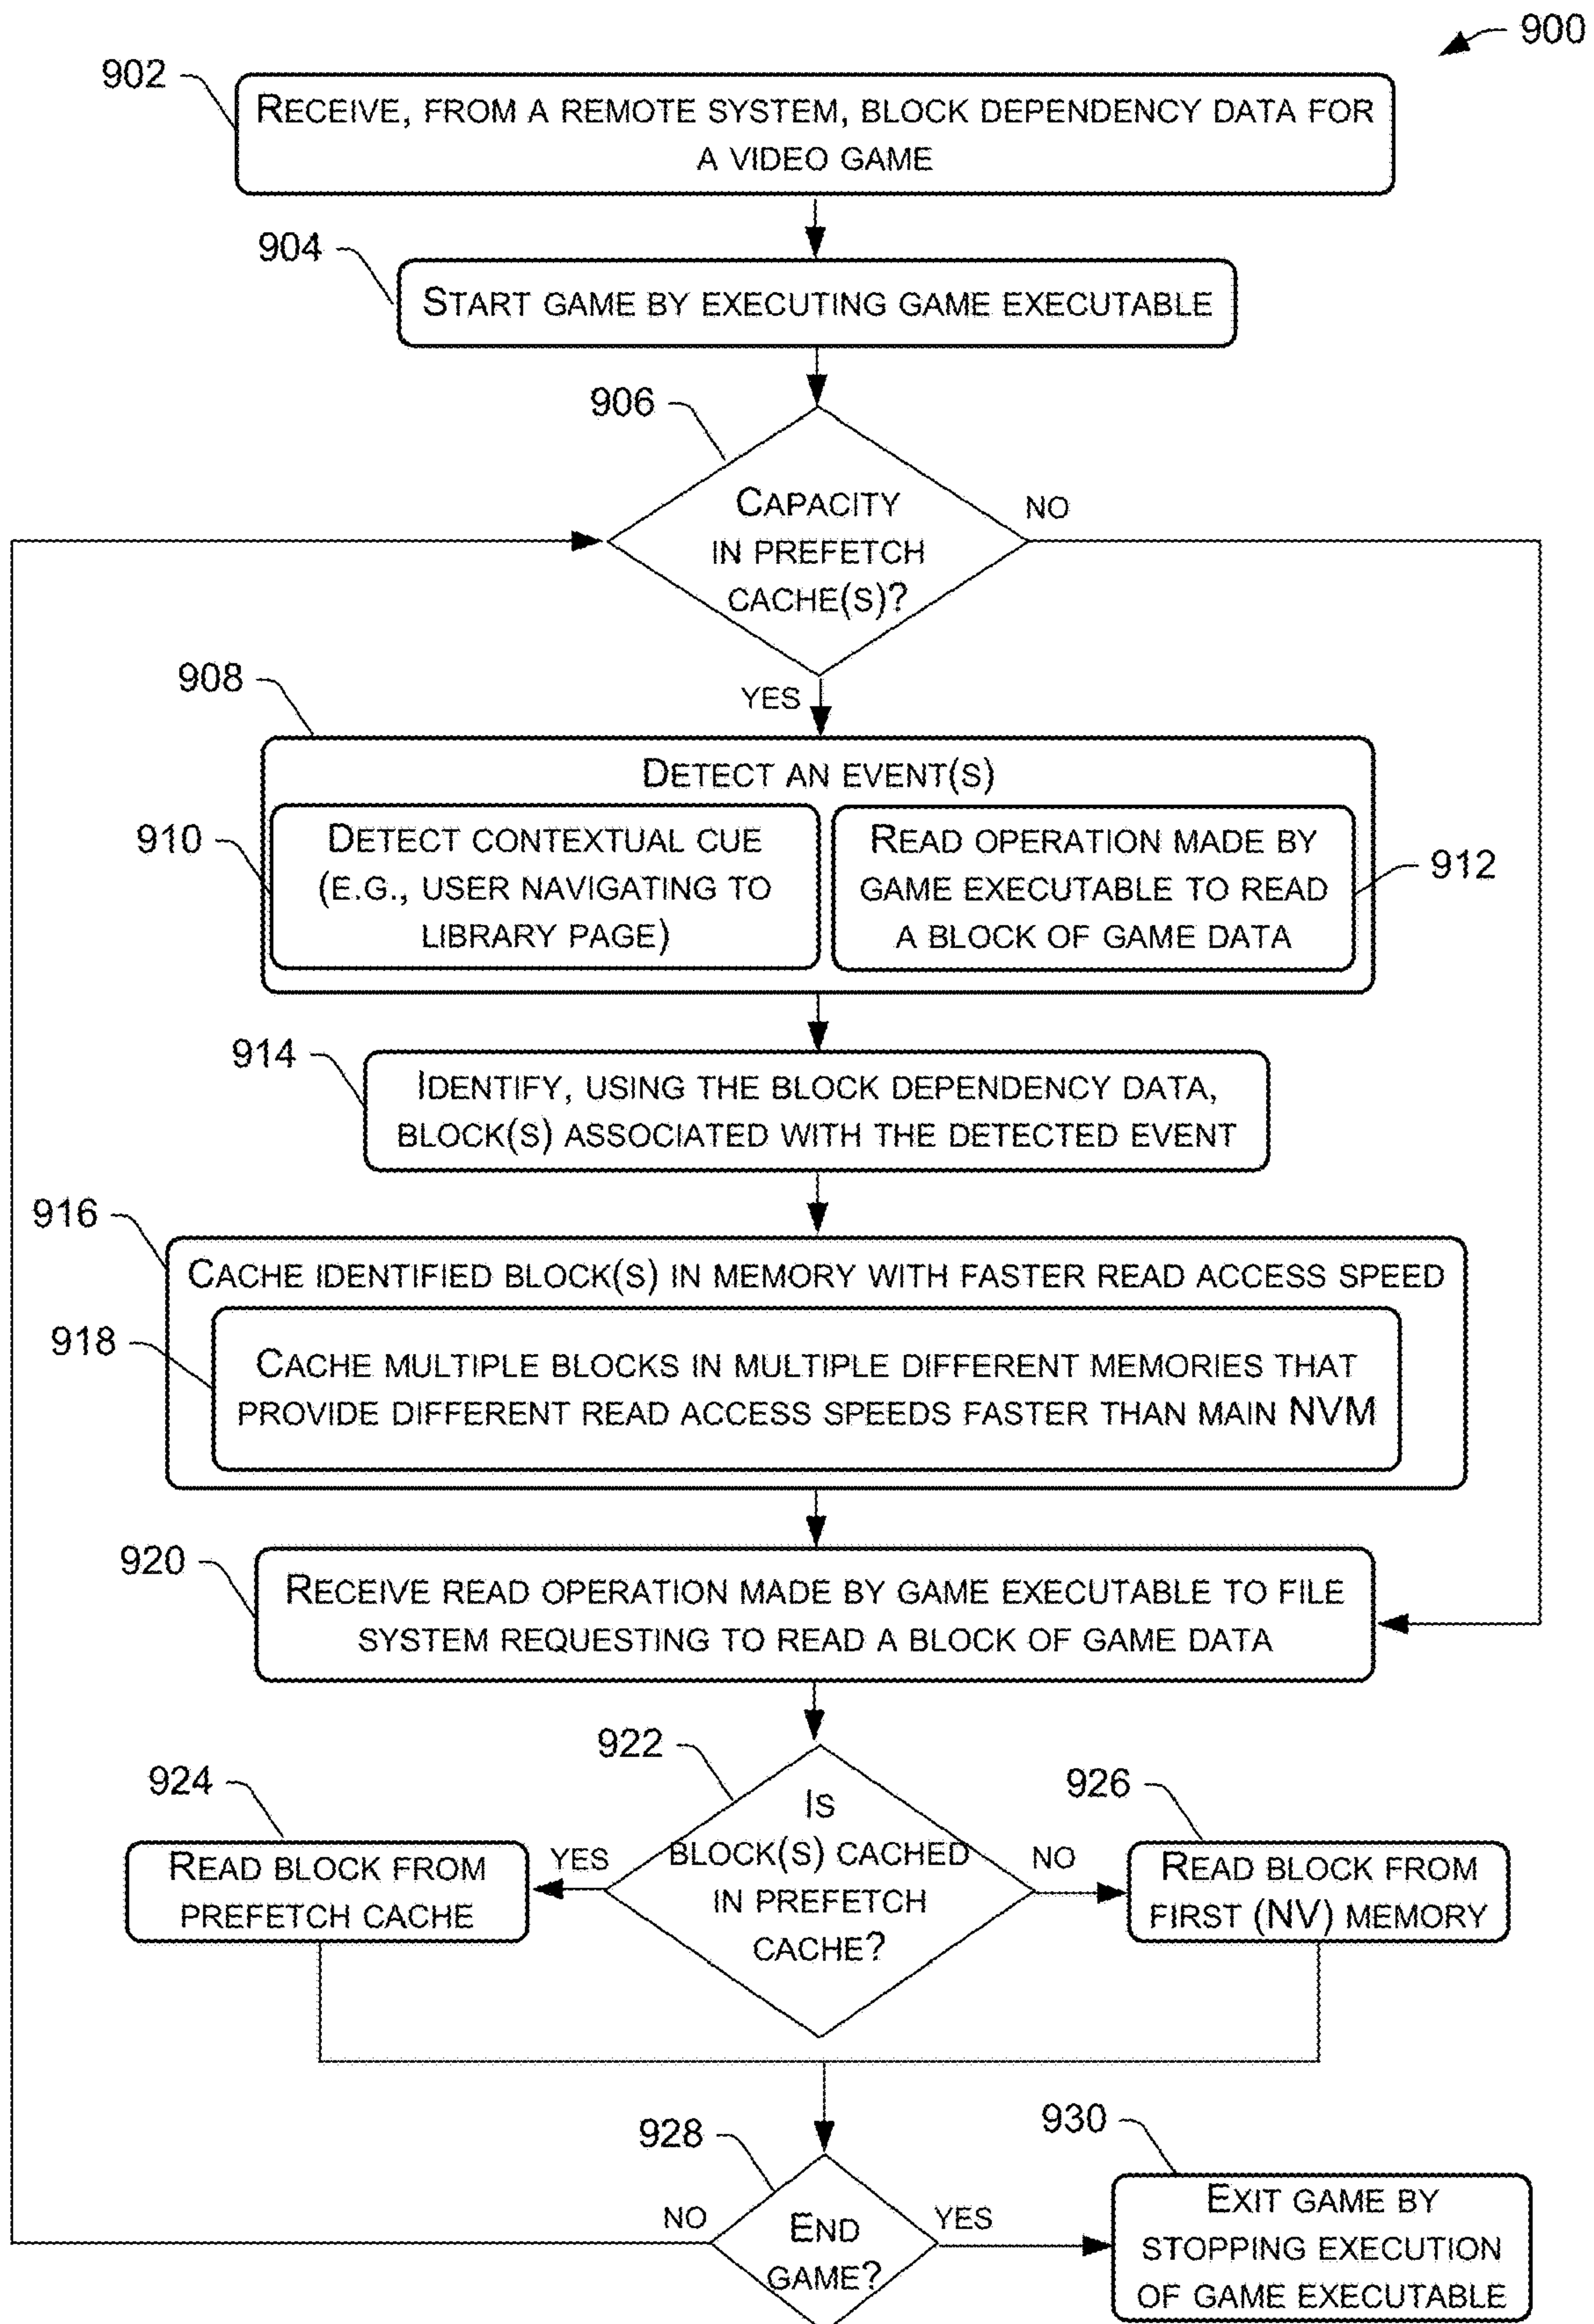 900
902
RECEIVE, FROM A REMOTE SYSTEM, BLOCK DEPENDENCY DATA FOR
A VIDEO GAME
904
START GAME BY EXECUTING GAME EXECUTABLE
906
CAPACITY
IN PREFETCH
CACHE(S)?
NO
YES
908
DETECT AN EVENT(S)
910
DETECT CONTEXTUAL CUE
(E.G., USER NAVIGATING TO
LIBRARY PAGE)
READ OPERATION MADE BY
GAME EXECUTABLE TO READ
A BLOCK OF GAME DATA
912
914
IDENTIFY, USING THE BLOCK DEPENDENCY DATA,
BLOCK(S) ASSOCIATED WITH THE DETECTED EVENT
916
CACHE IDENTIFIED BLOCK(S) IN MEMORY WITH FASTER READ ACCESS SPEED
918
CACHE MULTIPLE BLOCKS IN MULTIPLE DIFFERENT MEMORIES THAT
PROVIDE DIFFERENT READ ACCESS SPEEDS FASTER THAN MAIN NVM
920
RECEIVE READ OPERATION MADE BY GAME EXECUTABLE TO FILE
SYSTEM REQUESTING TO READ A BLOCK OF GAME DATA
922
IS
BLOCK(S) CACHED
IN PREFETCH
CACHE?
YES
NO
924
READ BLOCK FROM
PREFETCH CACHE
926
READ BLOCK FROM
FIRST (NV) MEMORY
928
END
GAME?
NO
YES
930
EXIT GAME BY
STOPPING EXECUTION
OF GAME EXECUTABLE